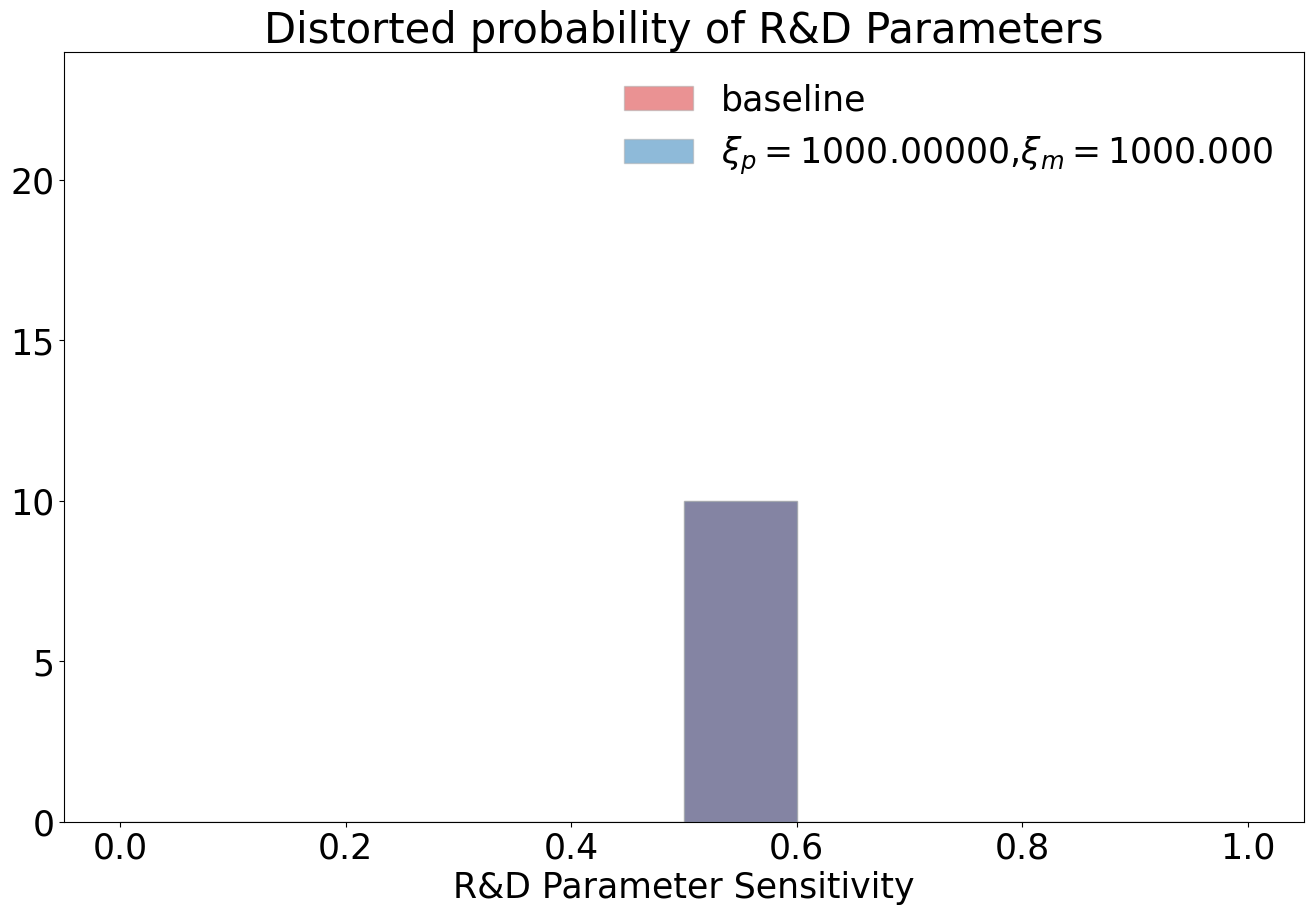 Distorted probability of R&D Parameters
baseline
ξp = 1000.00000,ξm = 1000.000
20
15
10
5
0
0.0 0.2 0.4 0.6 0.8 1.0
R&D Parameter Sensitivity